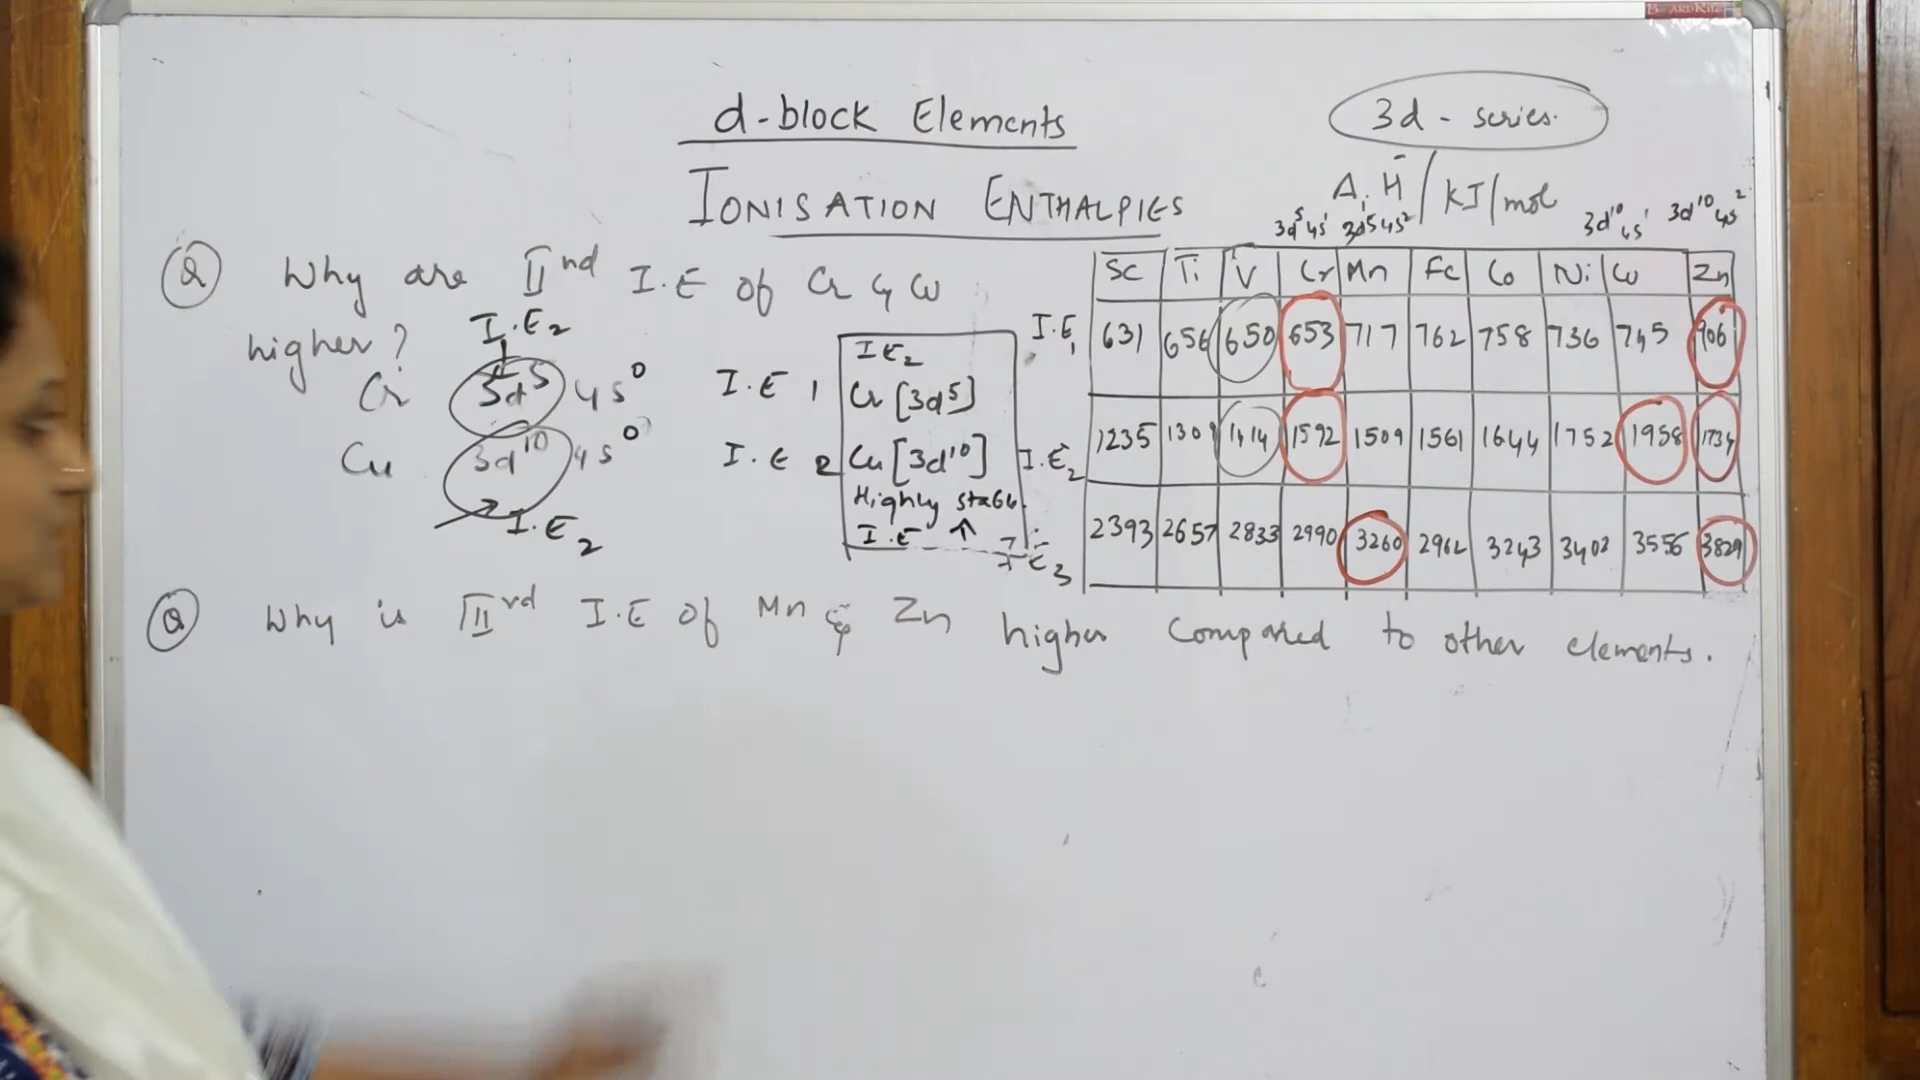 BOARDKING
d-block Elements
3d - series.
IONISATION ENTHALPIES
ΔiH / KJ/mol
3d⁵4s¹ 3d⁵4s² 3d¹⁰4s¹ 3d¹⁰4s²
Q Why are IInd I.E of Cr & Cu
higher?
I.E₂
Cr 3d⁵ 4s⁰
Cu 3d¹⁰ 4s⁰
I.E₂
I.E 1
I.E 2
IE₂
Cr [3d⁵]
Cu [3d¹⁰]
Highly stable
I.E ↑
Sc Ti V Cr Mn Fe Co Ni Cu Zn
I.E₁ 631 656 650 653 717 762 758 736 745 906
I.E₂ 1235 1309 1414 1592 1509 1561 1644 1752 1958 1734
I.E₃ 2393 2657 2833 2990 3260 2962 3243 3402 3556 3829
Q Why is IIIrd I.E of Mn & Zn higher compared to other elements.